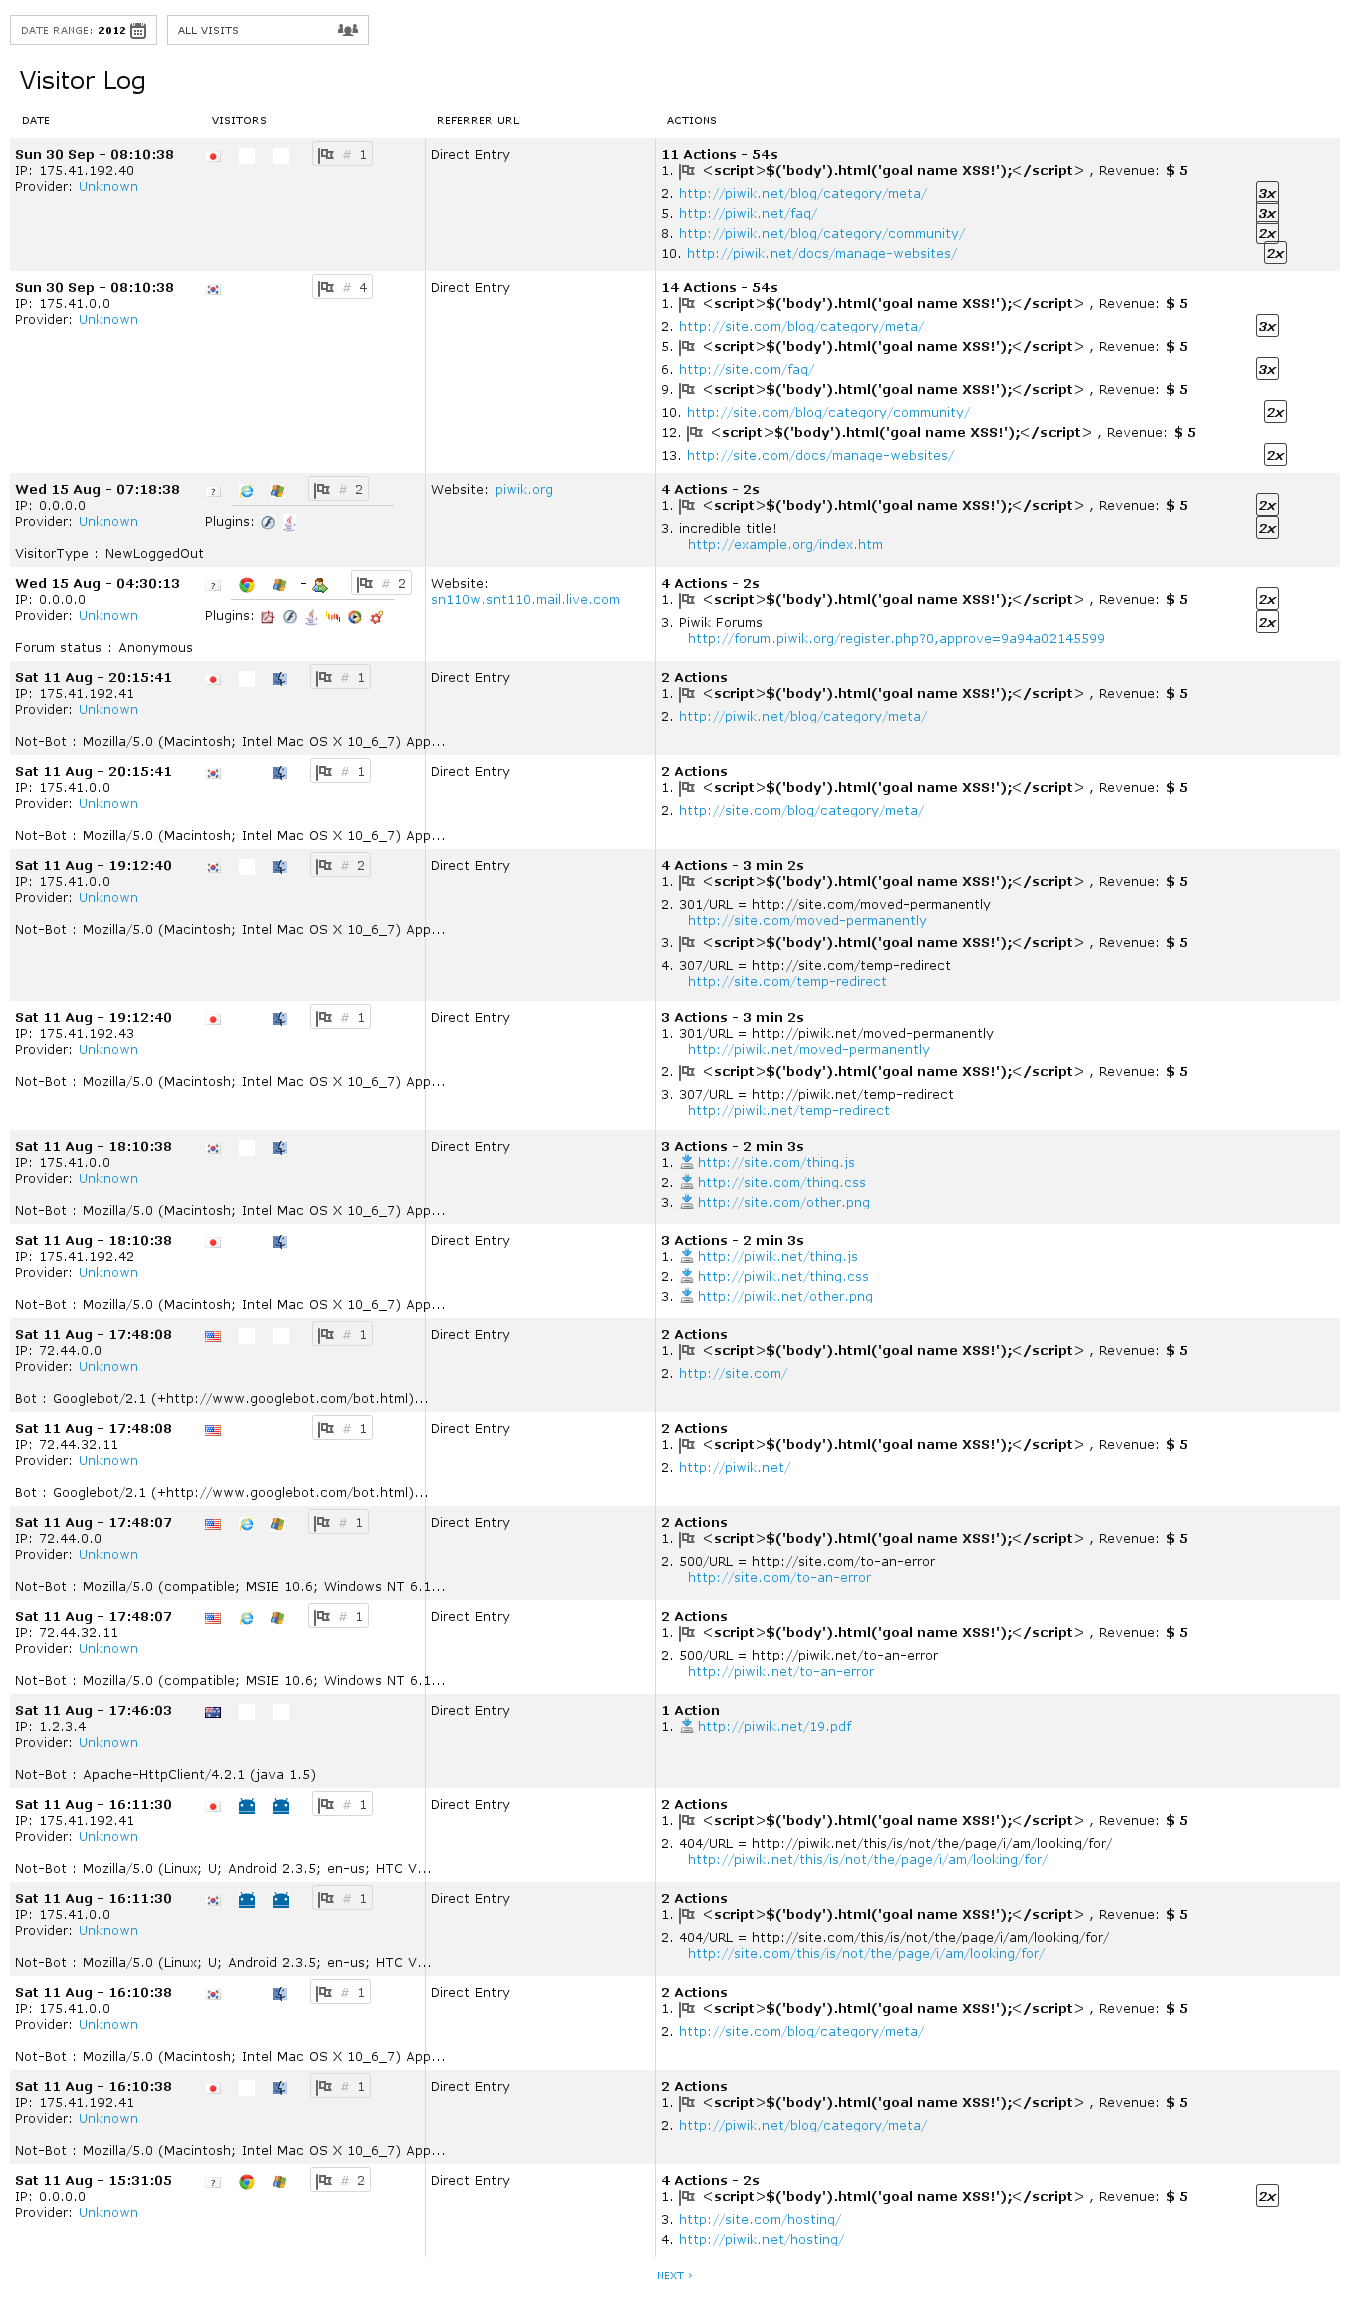 DATE RANGE: 2012
ALL VISITS
Visitor Log
DATE VISITORS REFERRER URL ACTIONS
Sun 30 Sep - 08:10:38 # 1 Direct Entry 11 Actions - 54s
IP: 175.41.192.40 1. <script>$('body').html('goal name XSS!');</script> , Revenue: $ 5
Provider: Unknown
2. http://piwik.net/blog/category/meta/ 3x
5. http://piwik.net/faq/ 3x
8. http://piwik.net/blog/category/community/ 2x
10. http://piwik.net/docs/manage-websites/ 2x
Sun 30 Sep - 08:10:38 # 4 Direct Entry 14 Actions - 54s
IP: 175.41.0.0 1. <script>$('body').html('goal name XSS!');</script> , Revenue: $ 5
Provider: Unknown
2. http://site.com/blog/category/meta/ 3x
5. <script>$('body').html('goal name XSS!');</script> , Revenue: $ 5
6. http://site.com/faq/ 3x
9. <script>$('body').html('goal name XSS!');</script> , Revenue: $ 5
10. http://site.com/blog/category/community/ 2x
12. <script>$('body').html('goal name XSS!');</script> , Revenue: $ 5
13. http://site.com/docs/manage-websites/ 2x
Wed 15 Aug - 07:18:38 # 2 Website: piwik.org 4 Actions - 2s
IP: 0.0.0.0 1. <script>$('body').html('goal name XSS!');</script> , Revenue: $ 5 2x
Provider: Unknown Plugins:
3. incredible title! 2x
http://example.org/index.htm
VisitorType : NewLoggedOut
Wed 15 Aug - 04:30:13 - # 2 Website: 4 Actions - 2s
IP: 0.0.0.0 sn110w.snt110.mail.live.com 1. <script>$('body').html('goal name XSS!');</script> , Revenue: $ 5 2x
Provider: Unknown Plugins:
3. Piwik Forums 2x
http://forum.piwik.org/register.php?0,approve=9a94a02145599
Forum status : Anonymous
Sat 11 Aug - 20:15:41 # 1 Direct Entry 2 Actions
IP: 175.41.192.41 1. <script>$('body').html('goal name XSS!');</script> , Revenue: $ 5
Provider: Unknown
2. http://piwik.net/blog/category/meta/
Not-Bot : Mozilla/5.0 (Macintosh; Intel Mac OS X 10_6_7) App...
Sat 11 Aug - 20:15:41 # 1 Direct Entry 2 Actions
IP: 175.41.0.0 1. <script>$('body').html('goal name XSS!');</script> , Revenue: $ 5
Provider: Unknown
2. http://site.com/blog/category/meta/
Not-Bot : Mozilla/5.0 (Macintosh; Intel Mac OS X 10_6_7) App...
Sat 11 Aug - 19:12:40 # 2 Direct Entry 4 Actions - 3 min 2s
IP: 175.41.0.0 1. <script>$('body').html('goal name XSS!');</script> , Revenue: $ 5
Provider: Unknown
2. 301/URL = http://site.com/moved-permanently
http://site.com/moved-permanently
Not-Bot : Mozilla/5.0 (Macintosh; Intel Mac OS X 10_6_7) App...
3. <script>$('body').html('goal name XSS!');</script> , Revenue: $ 5
4. 307/URL = http://site.com/temp-redirect
http://site.com/temp-redirect
Sat 11 Aug - 19:12:40 # 1 Direct Entry 3 Actions - 3 min 2s
IP: 175.41.192.43 1. 301/URL = http://piwik.net/moved-permanently
Provider: Unknown http://piwik.net/moved-permanently
2. <script>$('body').html('goal name XSS!');</script> , Revenue: $ 5
Not-Bot : Mozilla/5.0 (Macintosh; Intel Mac OS X 10_6_7) App...
3. 307/URL = http://piwik.net/temp-redirect
http://piwik.net/temp-redirect
Sat 11 Aug - 18:10:38 Direct Entry 3 Actions - 2 min 3s
IP: 175.41.0.0 1. http://site.com/thing.js
Provider: Unknown 2. http://site.com/thing.css
3. http://site.com/other.png
Not-Bot : Mozilla/5.0 (Macintosh; Intel Mac OS X 10_6_7) App...
Sat 11 Aug - 18:10:38 Direct Entry 3 Actions - 2 min 3s
IP: 175.41.192.42 1. http://piwik.net/thing.js
Provider: Unknown 2. http://piwik.net/thing.css
3. http://piwik.net/other.png
Not-Bot : Mozilla/5.0 (Macintosh; Intel Mac OS X 10_6_7) App...
Sat 11 Aug - 17:48:08 # 1 Direct Entry 2 Actions
IP: 72.44.0.0 1. <script>$('body').html('goal name XSS!');</script> , Revenue: $ 5
Provider: Unknown
2. http://site.com/
Bot : Googlebot/2.1 (+http://www.googlebot.com/bot.html)...
Sat 11 Aug - 17:48:08 # 1 Direct Entry 2 Actions
IP: 72.44.32.11 1. <script>$('body').html('goal name XSS!');</script> , Revenue: $ 5
Provider: Unknown
2. http://piwik.net/
Bot : Googlebot/2.1 (+http://www.googlebot.com/bot.html)...
Sat 11 Aug - 17:48:07 # 1 Direct Entry 2 Actions
IP: 72.44.0.0 1. <script>$('body').html('goal name XSS!');</script> , Revenue: $ 5
Provider: Unknown
2. 500/URL = http://site.com/to-an-error
http://site.com/to-an-error
Not-Bot : Mozilla/5.0 (compatible; MSIE 10.6; Windows NT 6.1...
Sat 11 Aug - 17:48:07 # 1 Direct Entry 2 Actions
IP: 72.44.32.11 1. <script>$('body').html('goal name XSS!');</script> , Revenue: $ 5
Provider: Unknown
2. 500/URL = http://piwik.net/to-an-error
http://piwik.net/to-an-error
Not-Bot : Mozilla/5.0 (compatible; MSIE 10.6; Windows NT 6.1...
Sat 11 Aug - 17:46:03 Direct Entry 1 Action
IP: 1.2.3.4 1. http://piwik.net/19.pdf
Provider: Unknown
Not-Bot : Apache-HttpClient/4.2.1 (java 1.5)
Sat 11 Aug - 16:11:30 # 1 Direct Entry 2 Actions
IP: 175.41.192.41 1. <script>$('body').html('goal name XSS!');</script> , Revenue: $ 5
Provider: Unknown
2. 404/URL = http://piwik.net/this/is/not/the/page/i/am/looking/for/
http://piwik.net/this/is/not/the/page/i/am/looking/for/
Not-Bot : Mozilla/5.0 (Linux; U; Android 2.3.5; en-us; HTC V...
Sat 11 Aug - 16:11:30 # 1 Direct Entry 2 Actions
IP: 175.41.0.0 1. <script>$('body').html('goal name XSS!');</script> , Revenue: $ 5
Provider: Unknown
2. 404/URL = http://site.com/this/is/not/the/page/i/am/looking/for/
http://site.com/this/is/not/the/page/i/am/looking/for/
Not-Bot : Mozilla/5.0 (Linux; U; Android 2.3.5; en-us; HTC V...
Sat 11 Aug - 16:10:38 # 1 Direct Entry 2 Actions
IP: 175.41.0.0 1. <script>$('body').html('goal name XSS!');</script> , Revenue: $ 5
Provider: Unknown
2. http://site.com/blog/category/meta/
Not-Bot : Mozilla/5.0 (Macintosh; Intel Mac OS X 10_6_7) App...
Sat 11 Aug - 16:10:38 # 1 Direct Entry 2 Actions
IP: 175.41.192.41 1. <script>$('body').html('goal name XSS!');</script> , Revenue: $ 5
Provider: Unknown
2. http://piwik.net/blog/category/meta/
Not-Bot : Mozilla/5.0 (Macintosh; Intel Mac OS X 10_6_7) App...
Sat 11 Aug - 15:31:05 # 2 Direct Entry 4 Actions - 2s
IP: 0.0.0.0 1. <script>$('body').html('goal name XSS!');</script> , Revenue: $ 5 2x
Provider: Unknown
3. http://site.com/hosting/
4. http://piwik.net/hosting/
NEXT ›